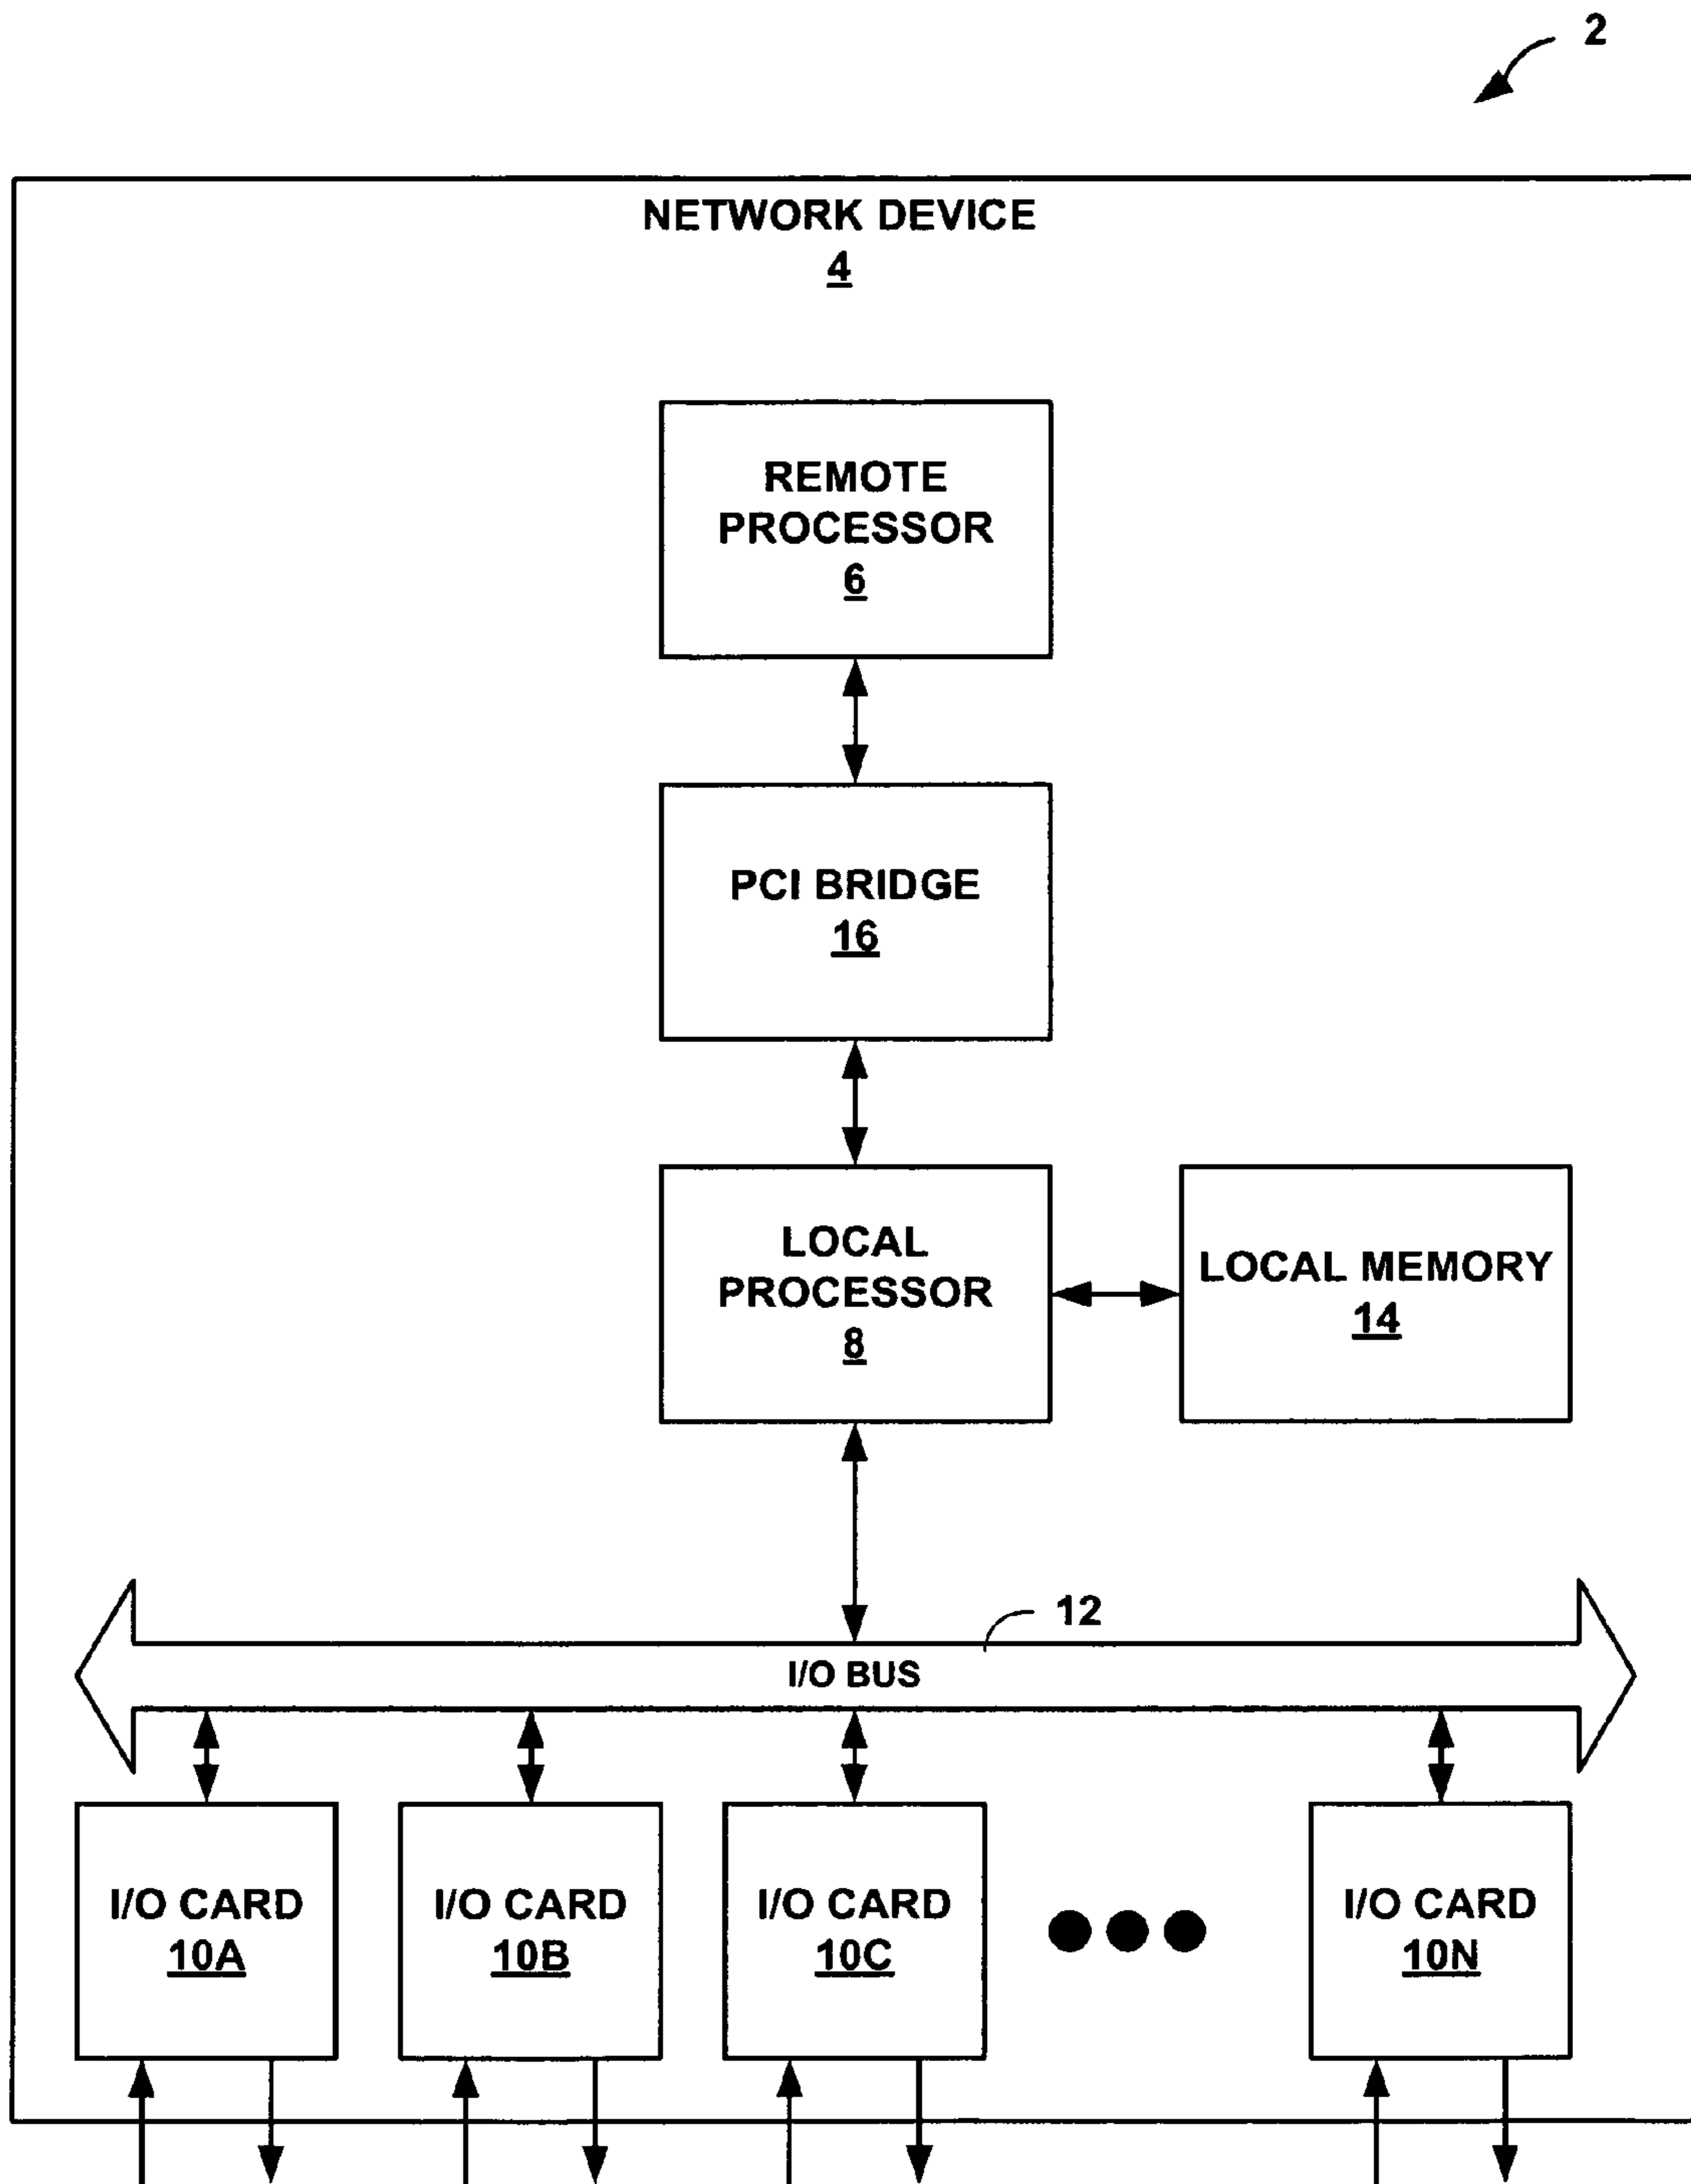 2
NETWORK DEVICE
4
REMOTE
PROCESSOR
6
PCI BRIDGE
16
LOCAL
PROCESSOR
8
LOCAL MEMORY
14
12
I/O BUS
I/O CARD
10A
I/O CARD
10B
I/O CARD
10C
I/O CARD
10N